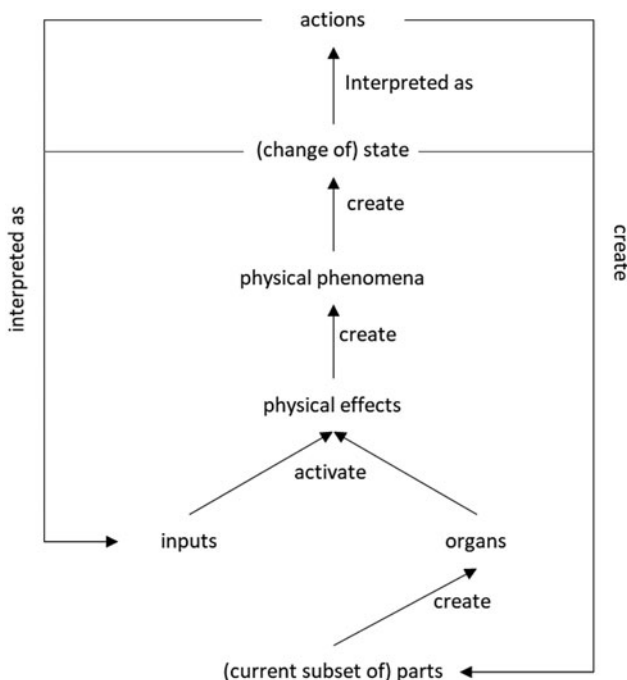 actions
Interpreted as
(change of) state
create
interpreted as
create
physical phenomena
create
physical effects
activate
inputs
organs
create
(current subset of) parts